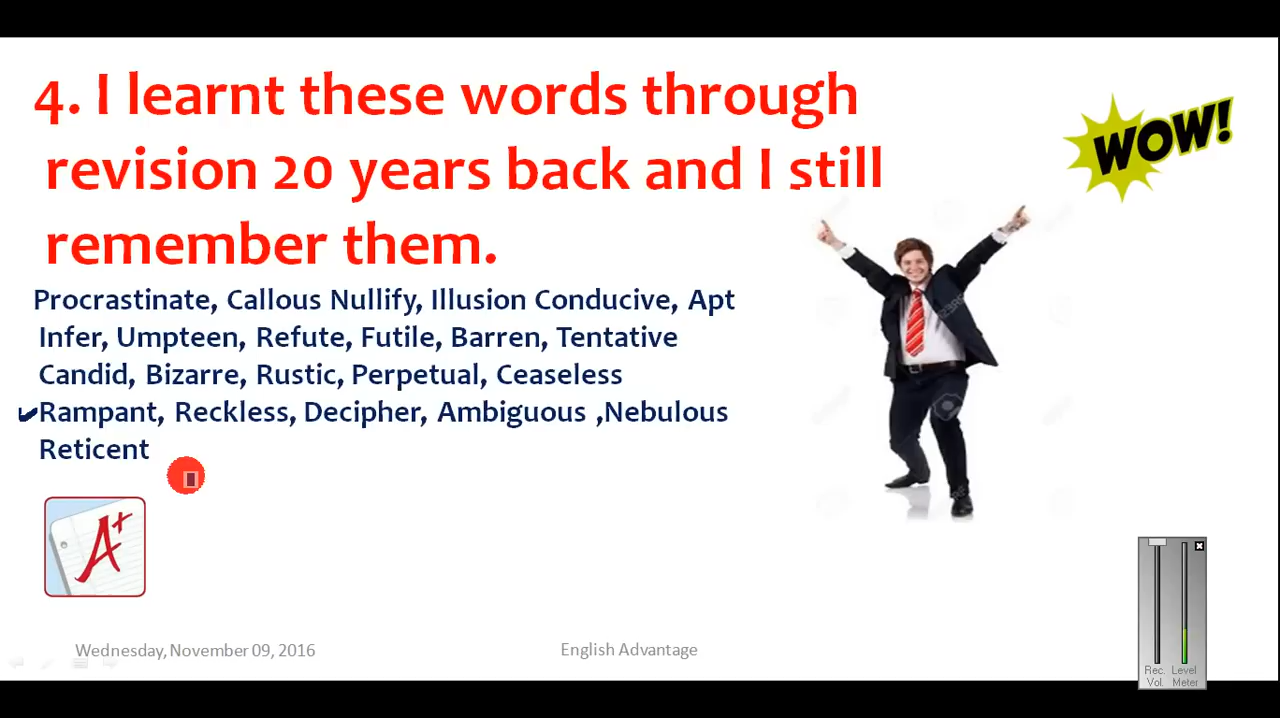 4. I learnt these words through
revision 20 years back and I still
remember them.
WOW!
Procrastinate, Callous Nullify, Illusion Conducive, Apt
Infer, Umpteen, Refute, Futile, Barren, Tentative
Candid, Bizarre, Rustic, Perpetual, Ceaseless
✔Rampant, Reckless, Decipher, Ambiguous ,Nebulous
Reticent
A+
Wednesday, November 09, 2016
English Advantage
Rec. Level
Vol. Meter